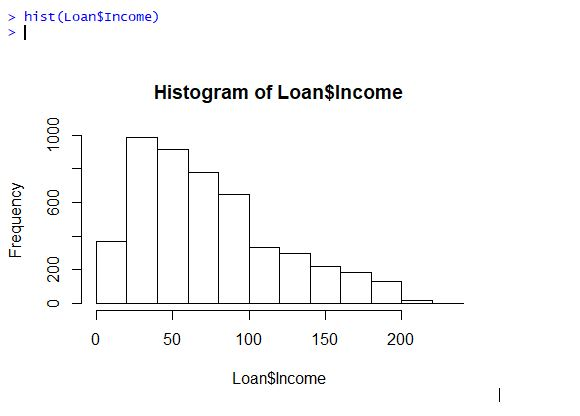 > hist(Loan$Income)
>
Histogram of Loan$Income
Frequency
1000
600
200
0
0 50 100 150 200
Loan$Income